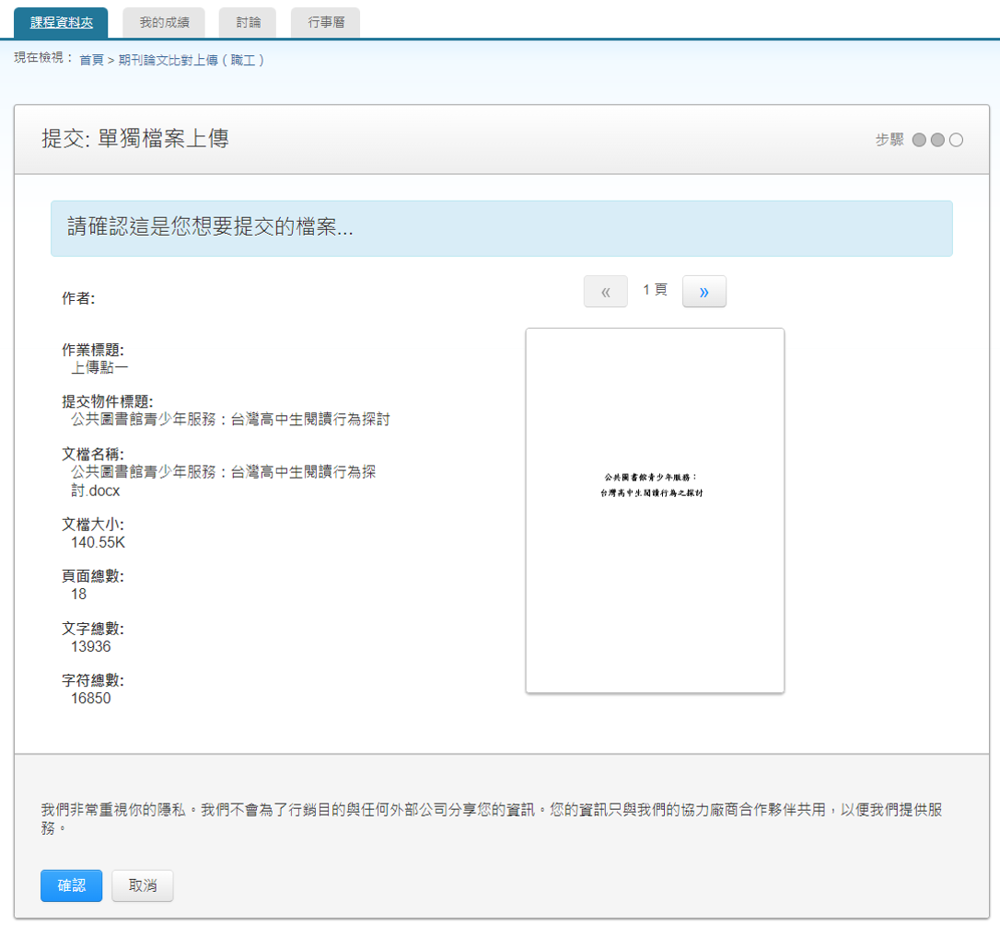 課程資料夾 我的成績 討論 行事曆
現在檢視： 首頁 > 期刊論文比對上傳（職工）
提交: 單獨檔案上傳
步驟
請確認這是您想要提交的檔案...
作者:
« 1 頁 »
作業標題:
上傳點一
提交物件標題:
公共圖書館青少年服務：台灣高中生閱讀行為探討
文檔名稱:
公共圖書館青少年服務：台灣高中生閱讀行為探
討.docx
文檔大小:
140.55K
頁面總數:
18
文字總數:
13936
字符總數:
16850
公共圖書館青少年服務：
台灣高中生閱讀行為之探討
我們非常重視你的隱私。我們不會為了行銷目的與任何外部公司分享您的資訊。您的資訊只與我們的協力廠商合作夥伴共用，以便我們提供服
務。
確認 取消